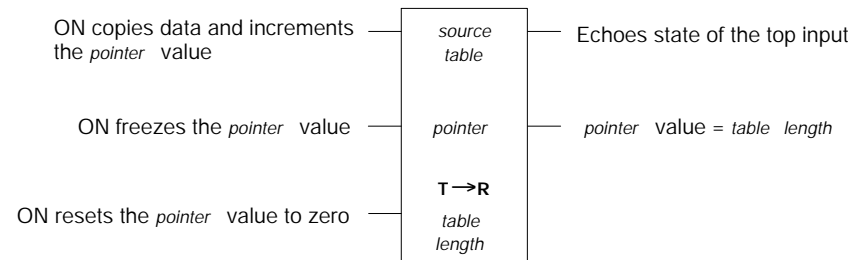 ON copies data and increments
the pointer value
source
table
Echoes state of the top input
ON freezes the pointer value
pointer
pointer value = table length
T→R
ON resets the pointer value to zero
table
length